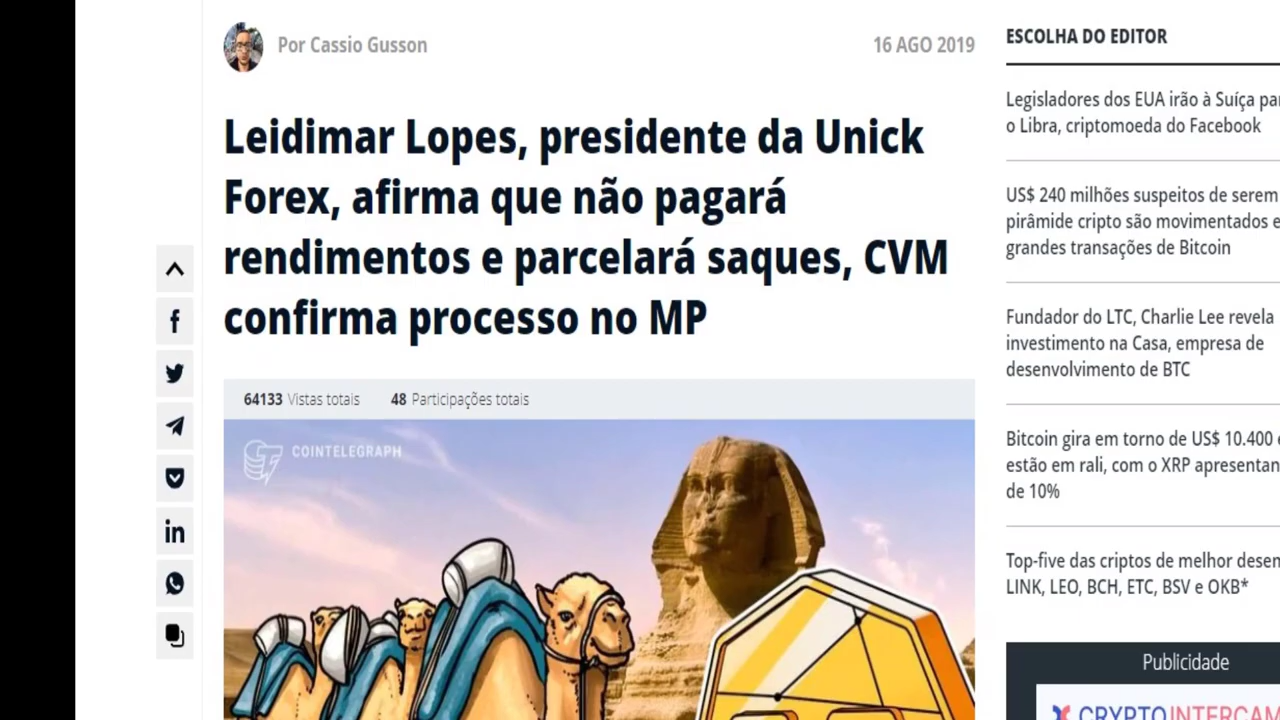 Por Cassio Gusson
16 AGO 2019
Leidimar Lopes, presidente da Unick
Forex, afirma que não pagará
rendimentos e parcelará saques, CVM
confirma processo no MP
64133 Vistas totais
48 Participações totais
COINTELEGRAPH
ESCOLHA DO EDITOR
Legisladores dos EUA irão à Suíça
o Libra, criptomoeda do Facebook
US$ 240 milhões suspeitos de serem
pirâmide cripto são movimentados
grandes transações de Bitcoin
Fundador do LTC, Charlie Lee revela
investimento na Casa, empresa de
desenvolvimento de BTC
Bitcoin gira em torno de US$ 10.400
estão em rali, com o XRP
de 10%
Top-five das criptos de melhor
LINK, LEO, BCH, ETC, BSV e OKB*
Publicidade